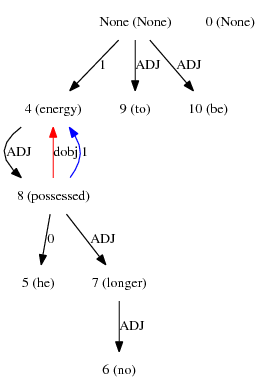 None (None) 0 (None)
1 ADJ ADJ
4 (energy) 9 (to) 10 (be)
ADJ dobj 1
8 (possessed)
0 ADJ
5 (he) 7 (longer)
ADJ
6 (no)